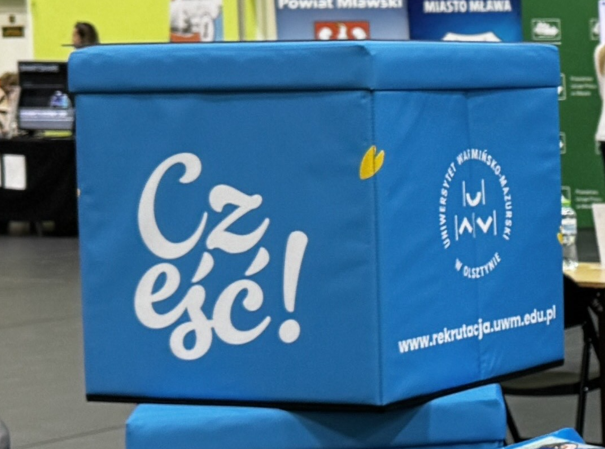 Powiat Mławski
MIASTO MŁAWA
Cz
eść!
UNIWERSYTET WARMIŃSKO-MAZURSKI
W OLSZTYNIE
www.rekrutacja.uwm.edu.pl